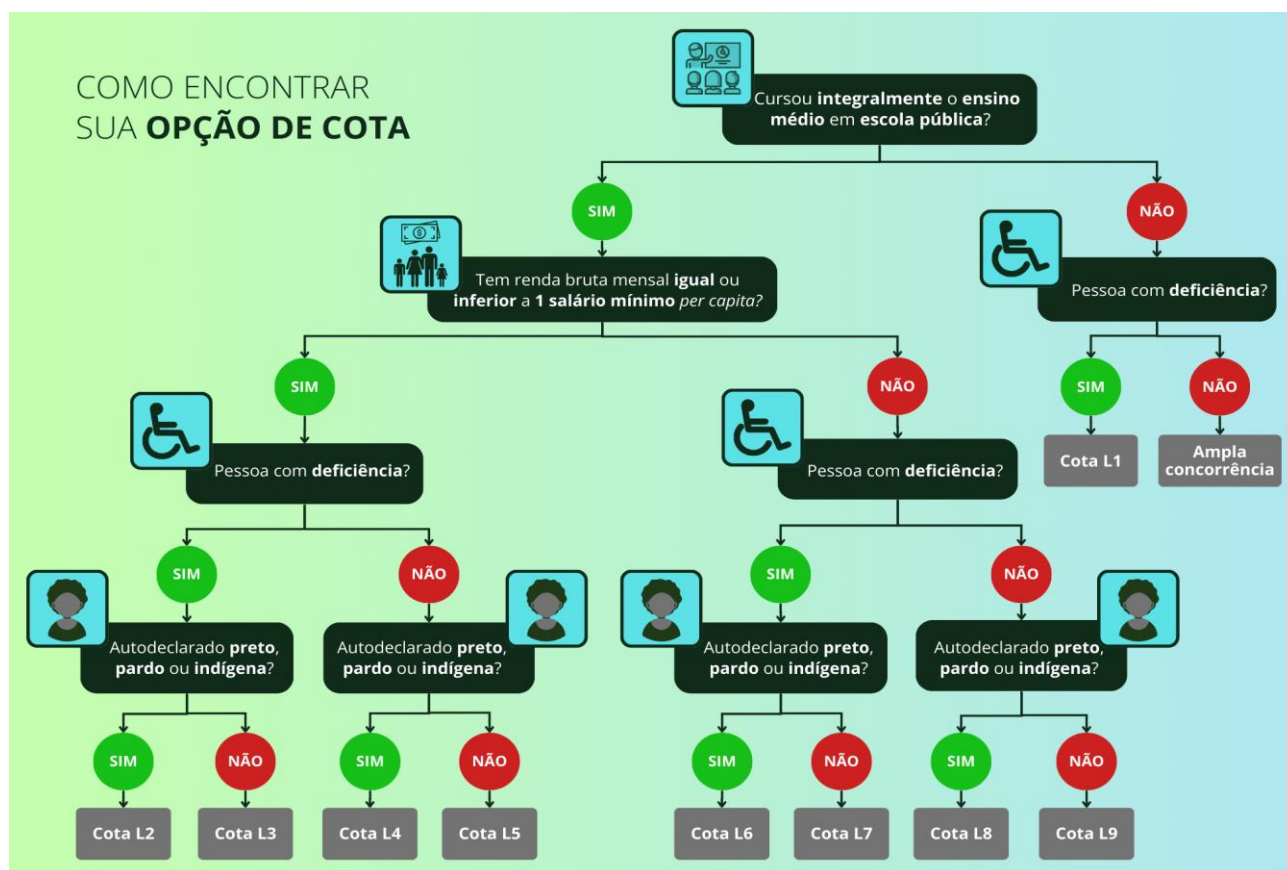 COMO ENCONTRAR
SUA OPÇÃO DE COTA
Cursou integralmente o ensino
médio em escola pública?
SIM
NÃO
Tem renda bruta mensal igual ou
inferior a 1 salário mínimo per capita?
Pessoa com deficiência?
SIM
NÃO
SIM
NÃO
Cota L1
Ampla
concorrência
Pessoa com deficiência?
Pessoa com deficiência?
SIM
NÃO
SIM
NÃO
Autodeclarado preto,
pardo ou indígena?
Autodeclarado preto,
pardo ou indígena?
Autodeclarado preto,
pardo ou indígena?
Autodeclarado preto,
pardo ou indígena?
SIM
NÃO
SIM
NÃO
SIM
NÃO
SIM
NÃO
Cota L2
Cota L3
Cota L4
Cota L5
Cota L6
Cota L7
Cota L8
Cota L9